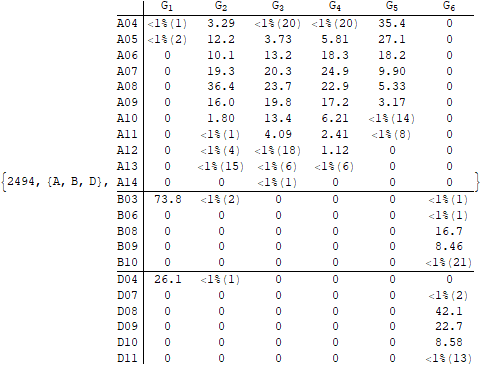 G1 G2 G3 G4 G5 G6
A04 <1%(1) 3.29 <1%(20) <1%(20) 35.4 0
A05 <1%(2) 12.2 3.73 5.81 27.1 0
A06 0 10.1 13.2 18.3 18.2 0
A07 0 19.3 20.3 24.9 9.90 0
A08 0 36.4 23.7 22.9 5.33 0
A09 0 16.0 19.8 17.2 3.17 0
A10 0 1.80 13.4 6.21 <1%(14) 0
A11 0 <1%(1) 4.09 2.41 <1%(8) 0
A12 0 <1%(4) <1%(18) 1.12 0 0
A13 0 <1%(15) <1%(6) <1%(6) 0 0
{2494, {A, B, D}, A14 0 0 <1%(1) 0 0 0 }
B03 73.8 <1%(2) 0 0 0 <1%(1)
B06 0 0 0 0 0 <1%(1)
B08 0 0 0 0 0 16.7
B09 0 0 0 0 0 8.46
B10 0 0 0 0 0 <1%(21)
D04 26.1 <1%(1) 0 0 0 0
D07 0 0 0 0 0 <1%(2)
D08 0 0 0 0 0 42.1
D09 0 0 0 0 0 22.7
D10 0 0 0 0 0 8.58
D11 0 0 0 0 0 <1%(13)